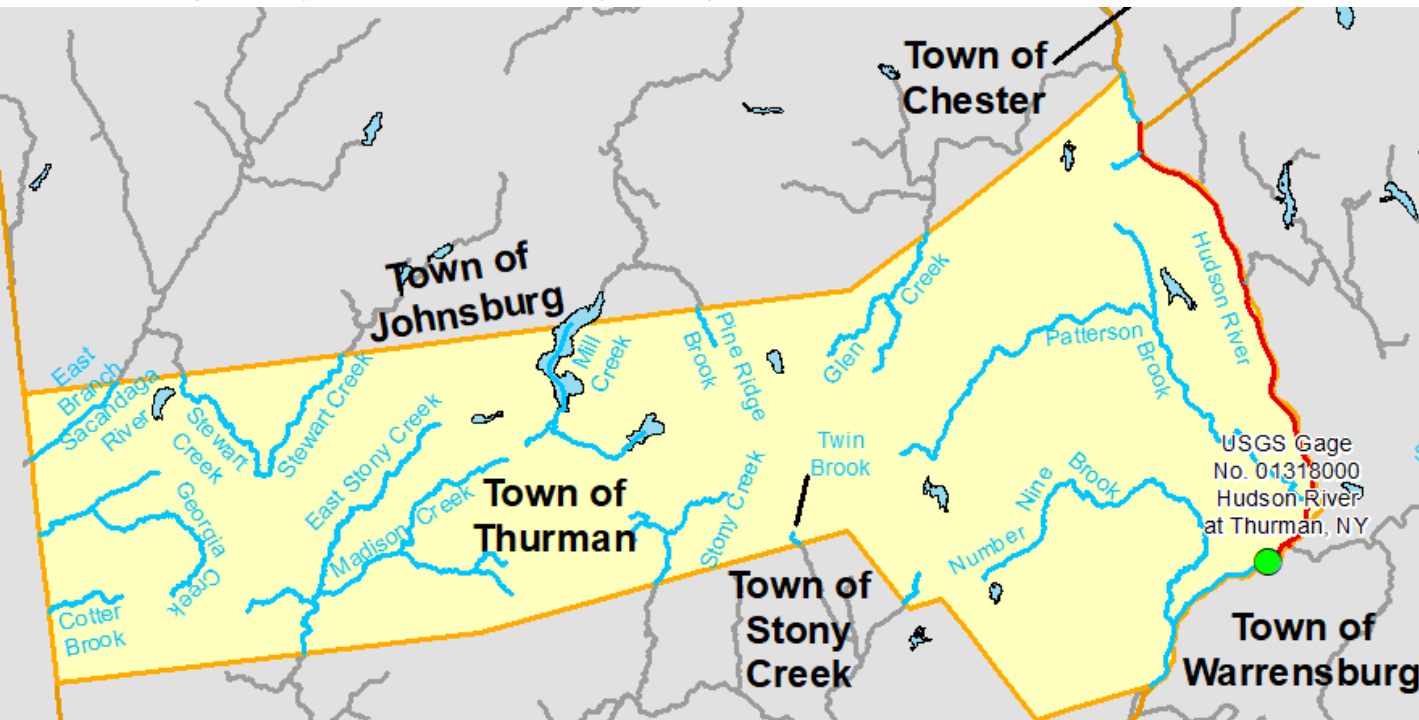 Town of
Chester
Town of
Johnsburg
East
Branch
Sacandaga
River
Stewart
Creek
Stewart Creek
East Stony Creek
Mill
Creek
Pine Ridge
Brook
Glen Creek
Hudson River
Patterson Brook
Georgia
Creek
Madison Creek
Town of
Thurman
Stony Creek
Twin
Brook
Number Nine Brook
USGS Gage
No. 01318000
Hudson River
at Thurman, NY
Cotter
Brook
Town of
Stony
Creek
Town of
Warrensburg